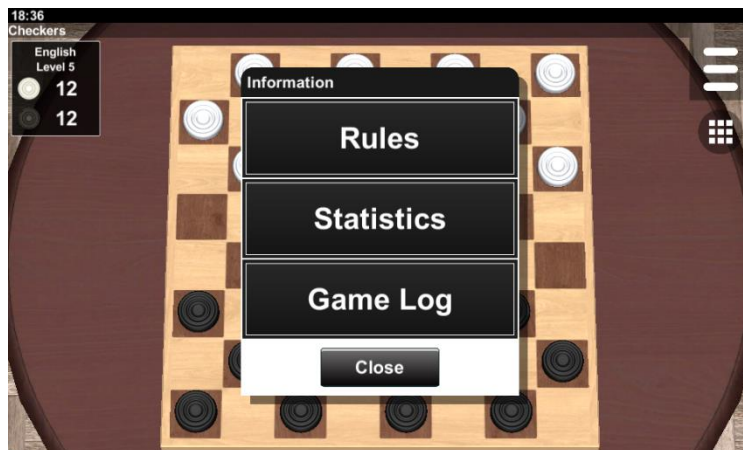 18:36
Checkers
English
Level 5
12
12
Information
Rules
Statistics
Game Log
Close